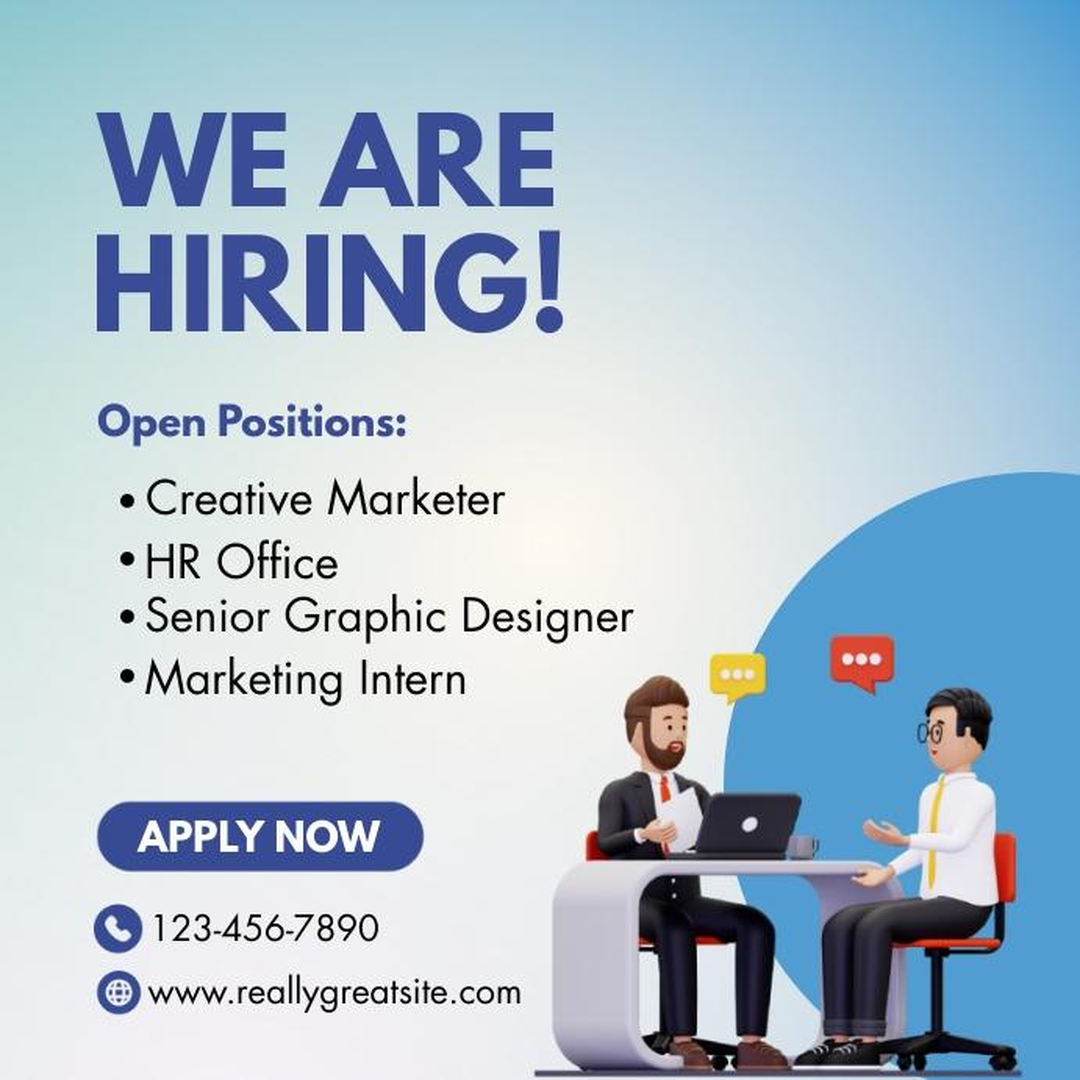 WE ARE
HIRING!
Open Positions:
• Creative Marketer
• HR Office
• Senior Graphic Designer
• Marketing Intern
APPLY NOW
123-456-7890
www.reallygreatsite.com